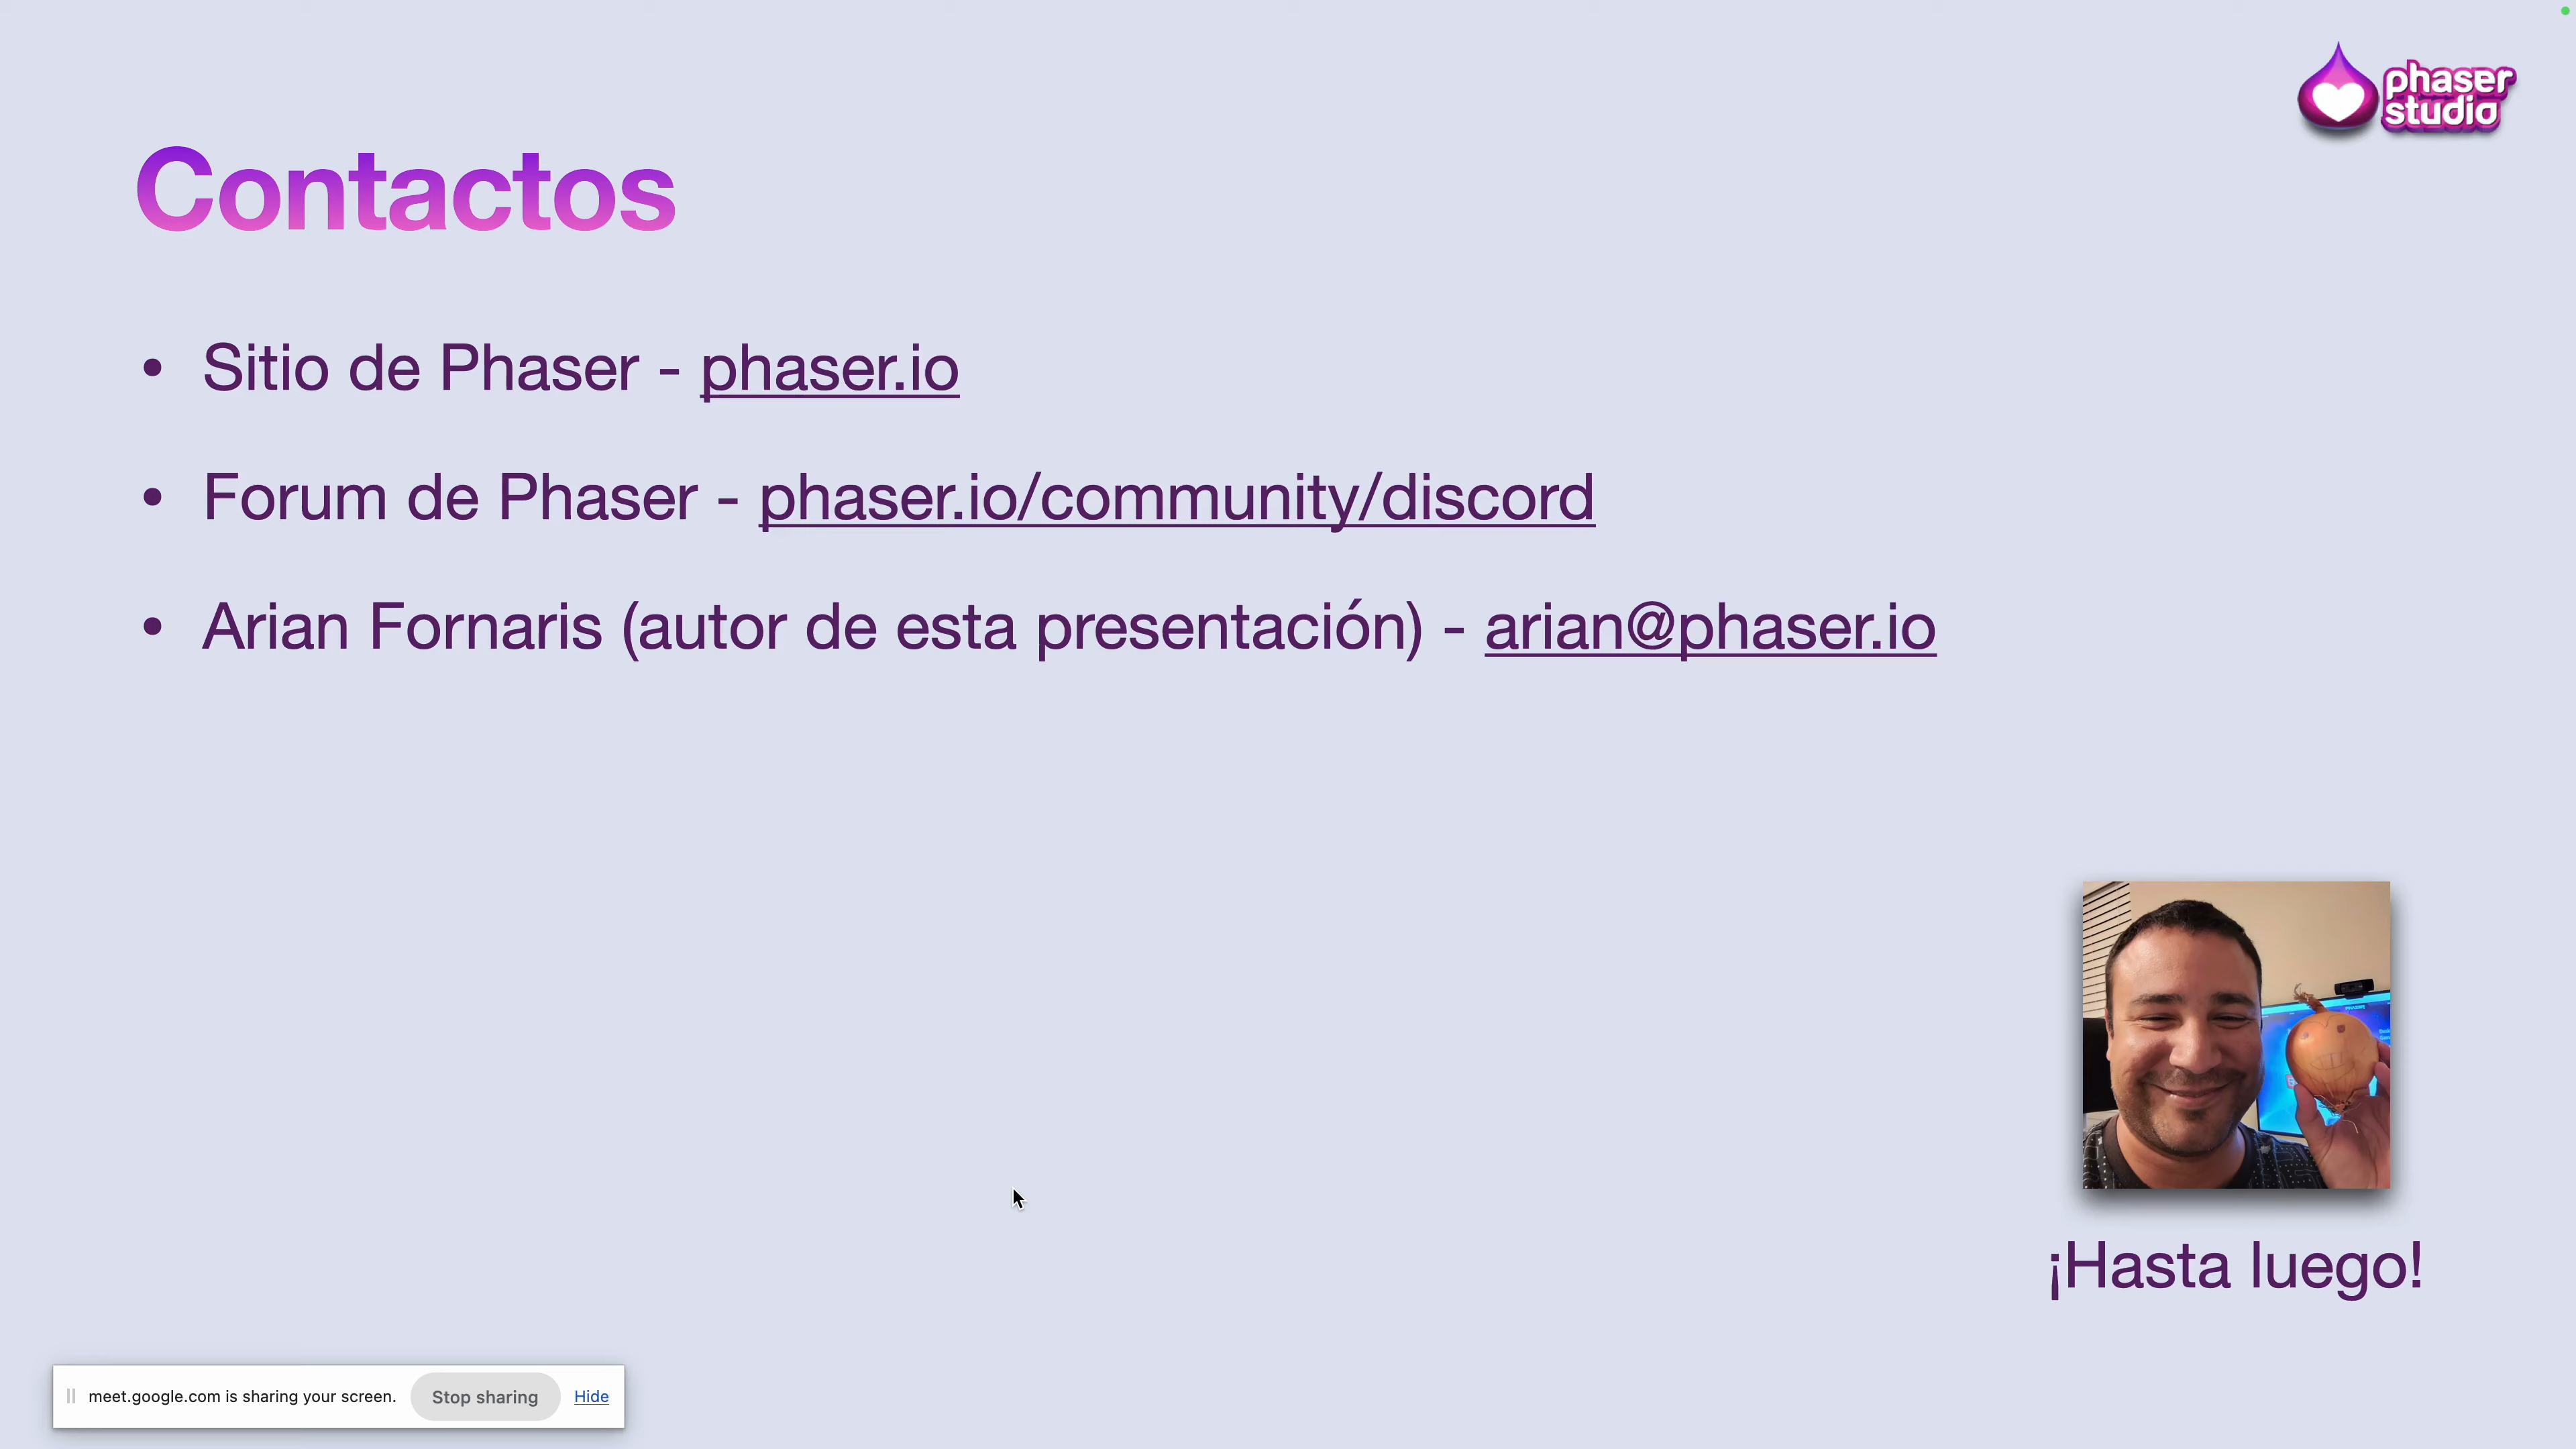 phaser
studio
Contactos
• Sitio de Phaser - phaser.io
• Forum de Phaser - phaser.io/community/discord
• Arian Fornaris (autor de esta presentación) - arian@phaser.io
¡Hasta luego!
meet.google.com is sharing your screen. Stop sharing Hide